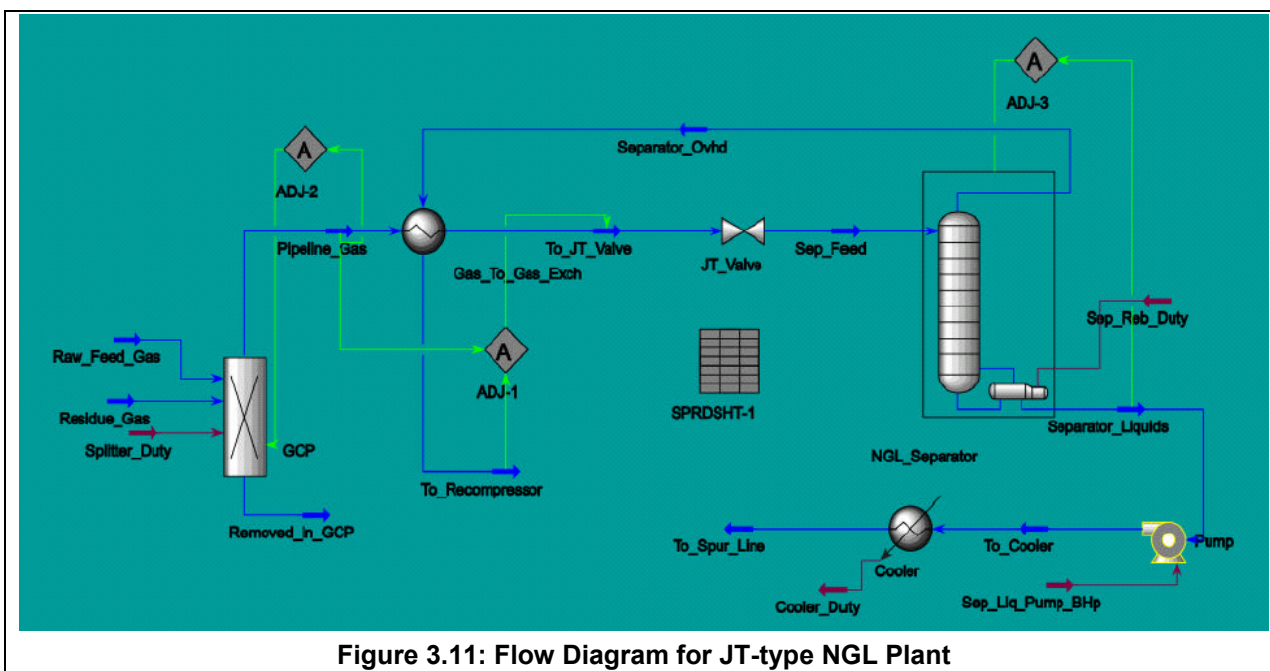 A
ADJ-3
Separator_Ovhd
A
ADJ-2
Pipeline_Gas
To_JT_Valve
JT_Valve
Sep_Feed
Gas_To_Gas_Exch
Sep_Reb_Duty
Raw_Feed_Gas
A
ADJ-1
SPRDSHT-1
Residue_Gas
Separator_Liquids
Splitter_Duty
GCP
NGL_Separator
To_Recompressor
Removed_in_GCP
To_Spur_Line
To_Cooler
Pump
Cooler
Cooler_Duty
Sep_Liq_Pump_BHp
Figure 3.11: Flow Diagram for JT-type NGL Plant